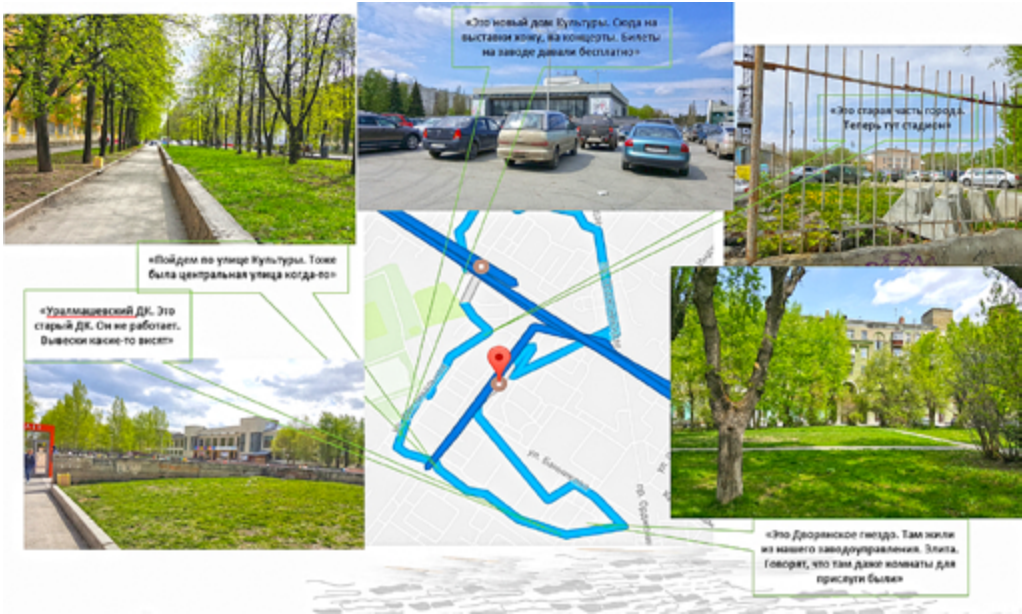 «Это новый дом Культуры. Сюда на
выставки хожу, на концерты. Билеты
на заводе давали бесплатно»
«Это старая часть города.
Теперь тут стадион»
«Пойдем по улице Культуры. Тоже
была центральная улица когда-то»
«Уралмашевский ДК. Это
старый ДК. Он не работает.
Вывески какие-то висят»
ул. Банникова
«Это Дворянское гнездо. Там жили
из нашего заводоуправления. Элита.
Говорят, что там даже комнаты для
прислуги были»